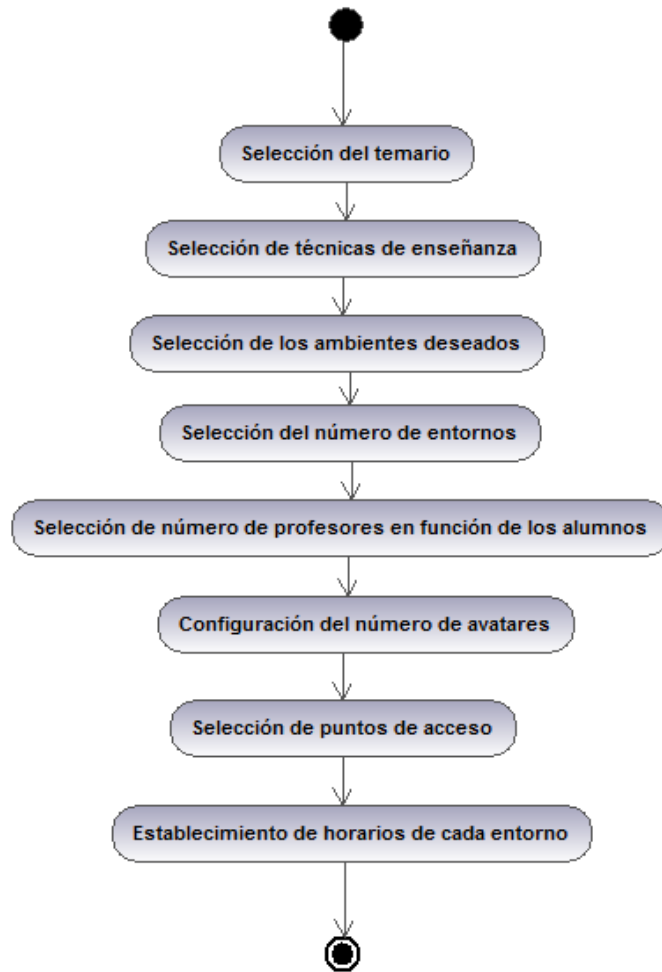 Selección del temario
Selección de técnicas de enseñanza
Selección de los ambientes deseados
Selección del número de entornos
Selección de número de profesores en función de los alumnos
Configuración del número de avatares
Selección de puntos de acceso
Establecimiento de horarios de cada entorno